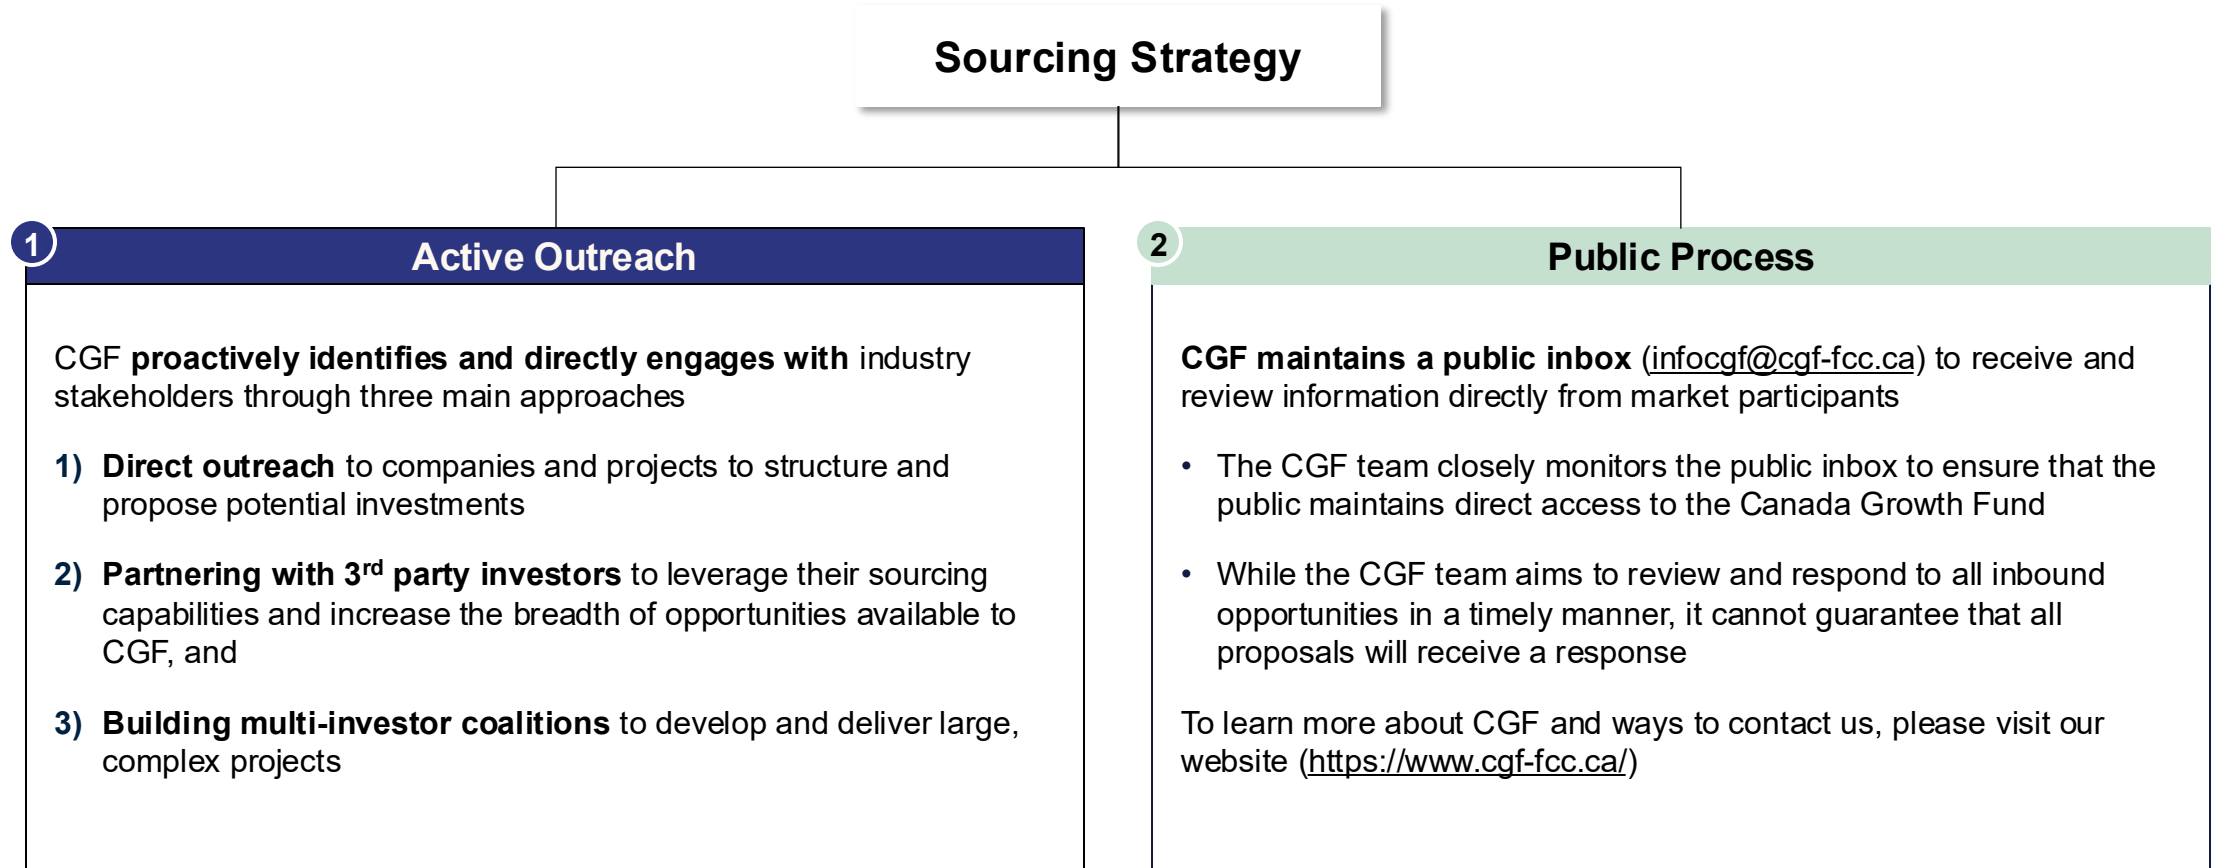 Sourcing Strategy
1
Active Outreach
CGF proactively identifies and directly engages with industry
stakeholders through three main approaches
1) Direct outreach to companies and projects to structure and
propose potential investments
2) Partnering with 3rd party investors to leverage their sourcing
capabilities and increase the breadth of opportunities available to
CGF, and
3) Building multi-investor coalitions to develop and deliver large,
complex projects
2
Public Process
CGF maintains a public inbox (infocgf@cgf-fcc.ca) to receive and
review information directly from market participants
• The CGF team closely monitors the public inbox to ensure that the
public maintains direct access to the Canada Growth Fund
• While the CGF team aims to review and respond to all inbound
opportunities in a timely manner, it cannot guarantee that all
proposals will receive a response
To learn more about CGF and ways to contact us, please visit our
website (https://www.cgf-fcc.ca/)